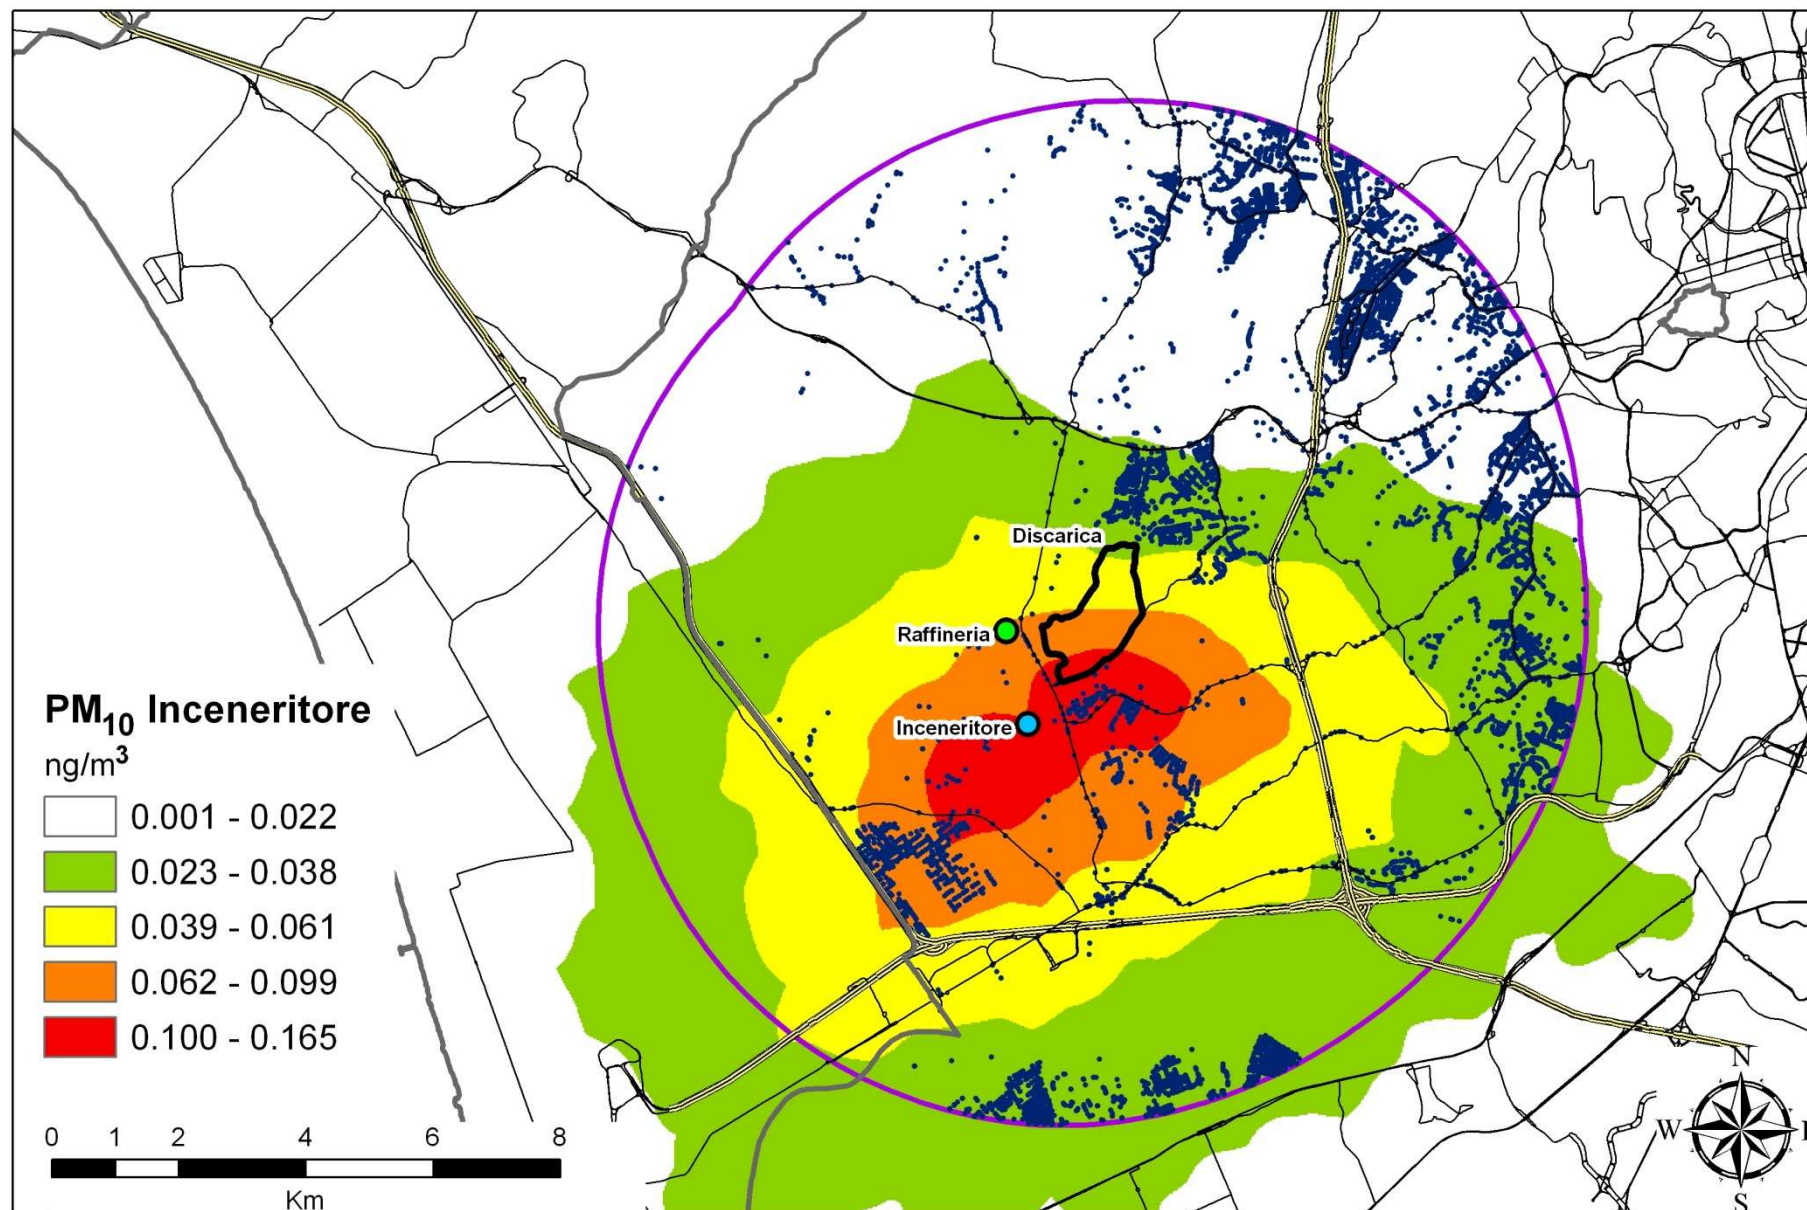 Discarica
Raffineria
Inceneritore
PM10 Inceneritore
ng/m3
0.001 - 0.022
0.023 - 0.038
0.039 - 0.061
0.062 - 0.099
0.100 - 0.165
0 1 2 4 6 8
Km
N
W
S